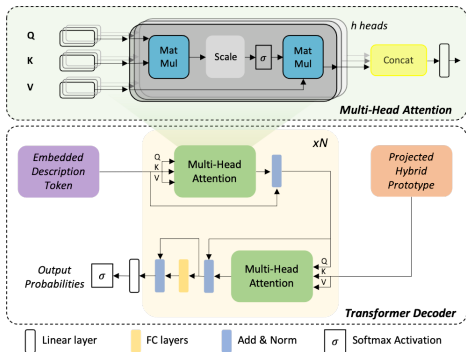 h heads
Q
K
V
Mat
Mul
Scale
σ
Mat
Mul
Concat
Multi-Head Attention
xN
Embedded
Description
Token
Q
K
V
Multi-Head
Attention
Projected
Hybrid
Prototype
Output
Probabilities
σ
Multi-Head
Attention
Q
K
V
Transformer Decoder
Linear layer
FC layers
Add & Norm
σ
Softmax Activation